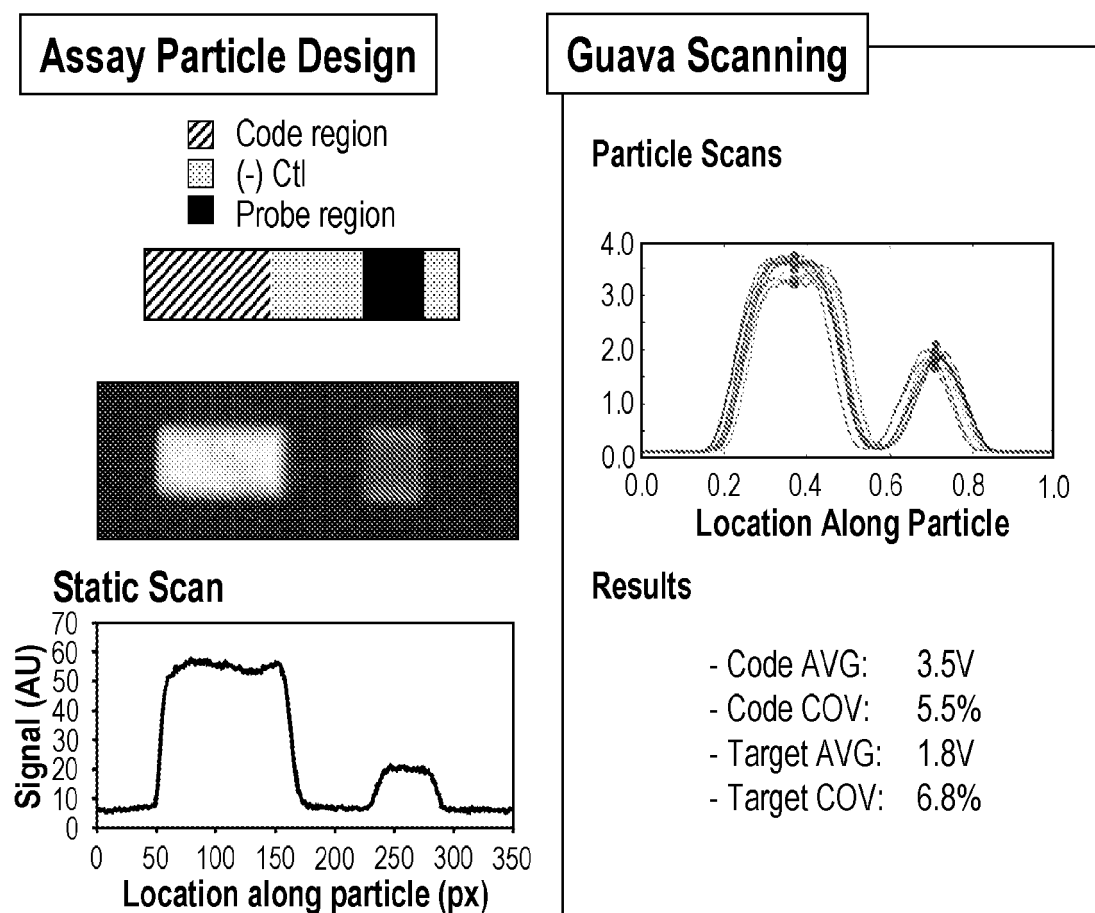 Assay Particle Design
Code region
(-) Ctl
Probe region
Static Scan
Signal (AU)
70
60
50
40
30
20
10
0
0 50 100 150 200 250 300 350
Location along particle (px)
Guava Scanning
Particle Scans
4.0
3.0
2.0
1.0
0.0
0.0 0.2 0.4 0.6 0.8 1.0
Location Along Particle
Results
- Code AVG: 3.5V
- Code COV: 5.5%
- Target AVG: 1.8V
- Target COV: 6.8%